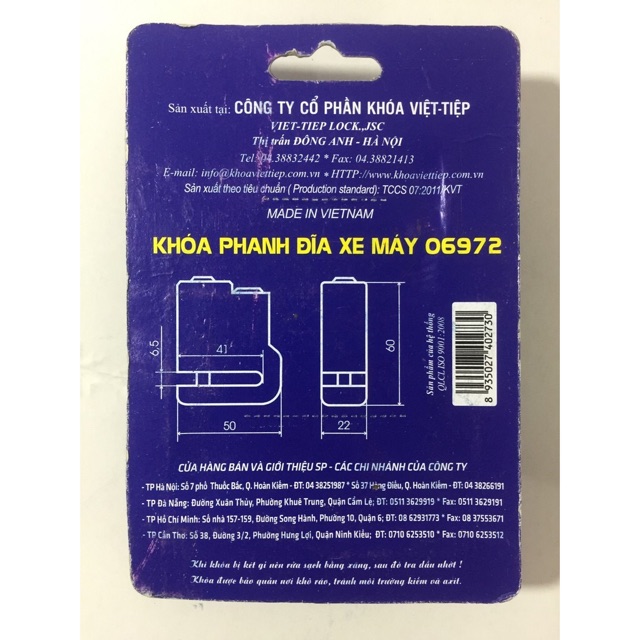 Sản xuất tại: CÔNG TY CỔ PHẦN KHÓA VIỆT-TIỆP
VIET-TIEP LOCK.,JSC
Thị trấn ĐÔNG ANH - HÀ NỘI
Tel: 04.38832442 * Fax: 04.38821413
E-mail: info@khoaviettiep.com.vn *HTTP://www.khoaviettiep.com.vn
Sản xuất theo tiêu chuẩn ( Production standard): TCCS 07:2011/KVT
MADE IN VIETNAM
KHÓA PHANH ĐĨA XE MÁY 06972
6,5
41
50
22
60
Sản phẩm của hệ thống
QLCL ISO 9001:2008
8 935027 402730
CỬA HÀNG BÁN VÀ GIỚI THIỆU SP - CÁC CHI NHÁNH CỦA CÔNG TY
- TP Hà Nội: Số 7 phố Thuốc Bắc, Q. Hoàn Kiếm - ĐT: 04 38251987 * Số 37 Hàng Điếu, Q. Hoàn Kiếm - ĐT: 04 38266191
- TP Đà Nẵng: Đường Xuân Thủy, Phường Khuê Trung, Quận Cẩm Lệ; ĐT: 0511 3629919 * Fax: 0511 3629191
- TP Hồ Chí Minh: Số nhà 157-159, Đường Song Hành, Phường 10, Quận 6; ĐT: 08 62931773 * Fax: 08 37553671
- TP Cần Thơ: Số 38, Đường 3/2, Phường Hưng Lợi, Quận Ninh Kiều; ĐT: 0710 6253510 * Fax: 0710 6253512
Khi khóa bị kẹt gỉ nên rửa sạch bằng xăng, sau đó tra dầu nhớt !
Khóa được bảo quản nơi khô ráo, tránh môi trường kiềm và axít.